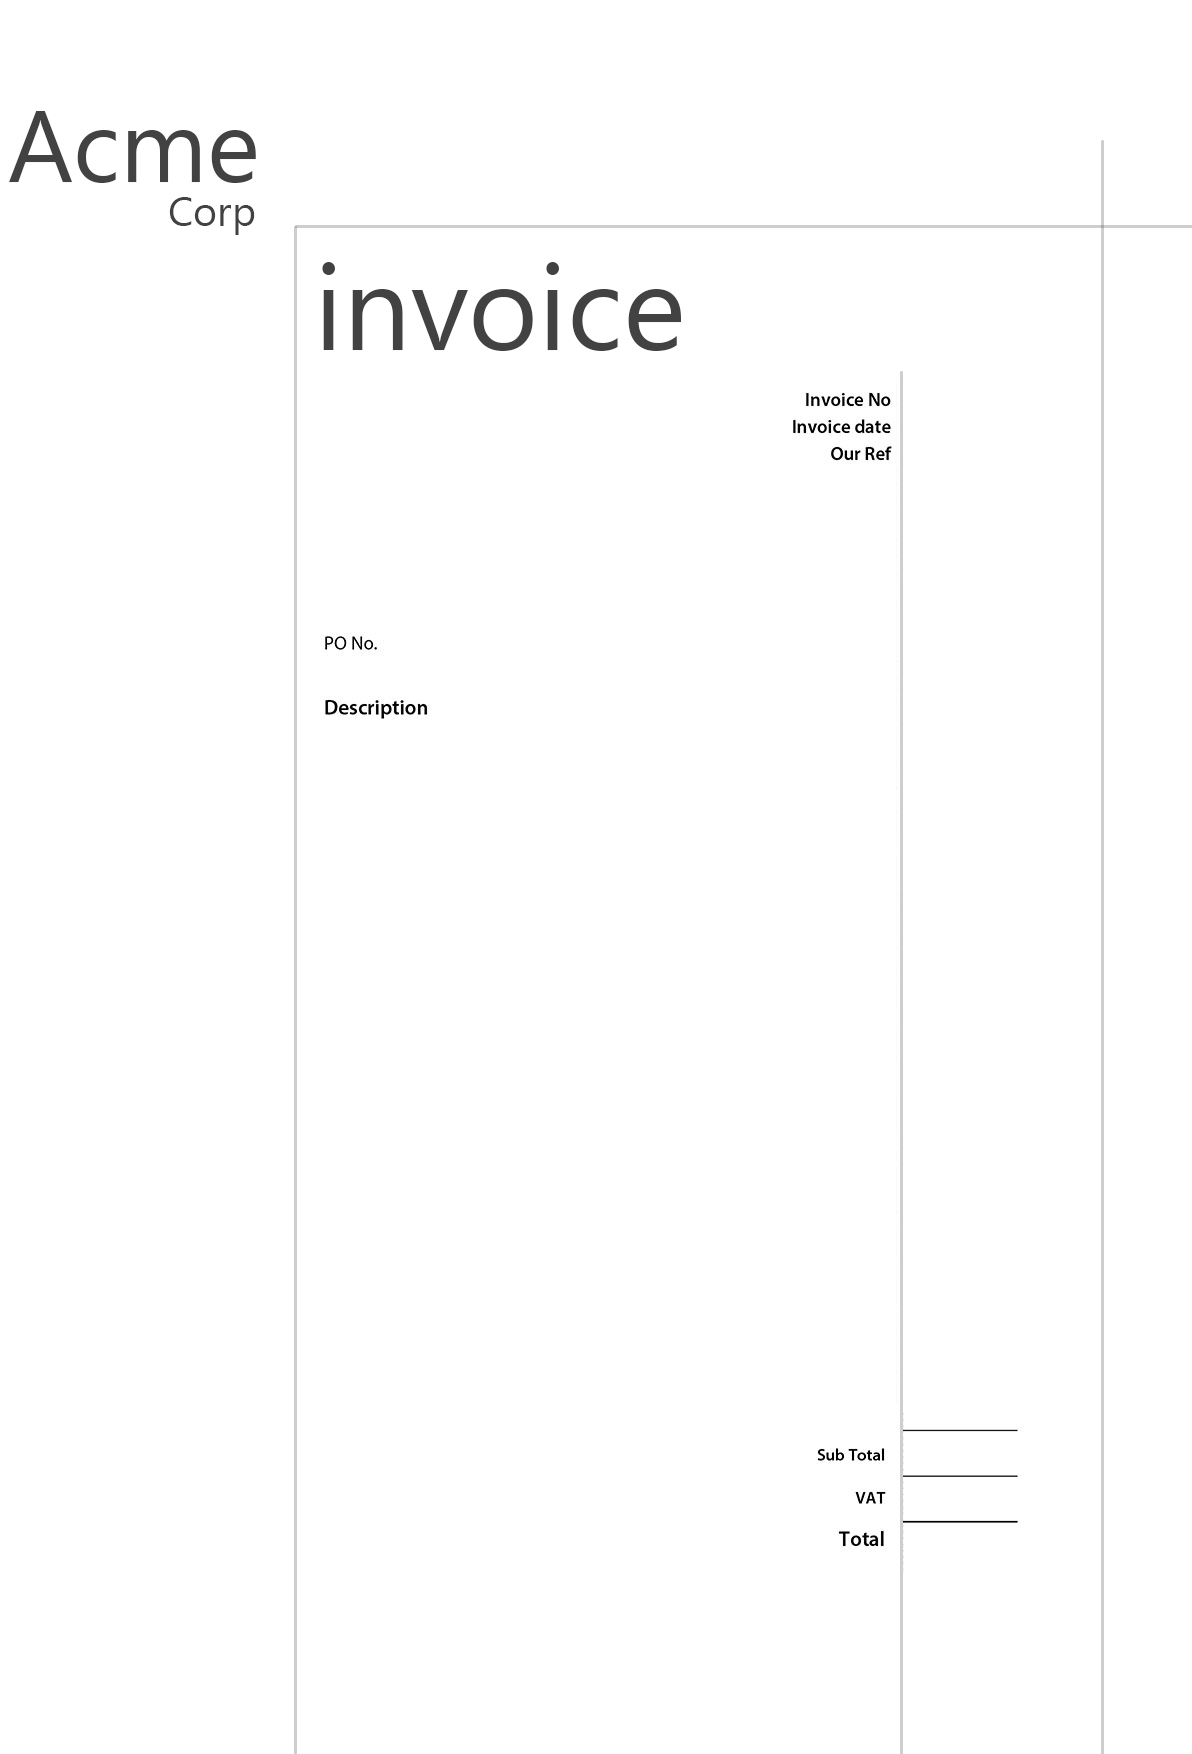 Acme
Corp
invoice
Invoice No
Invoice date
Our Ref
PO No.
Description
Sub Total
VAT
Total